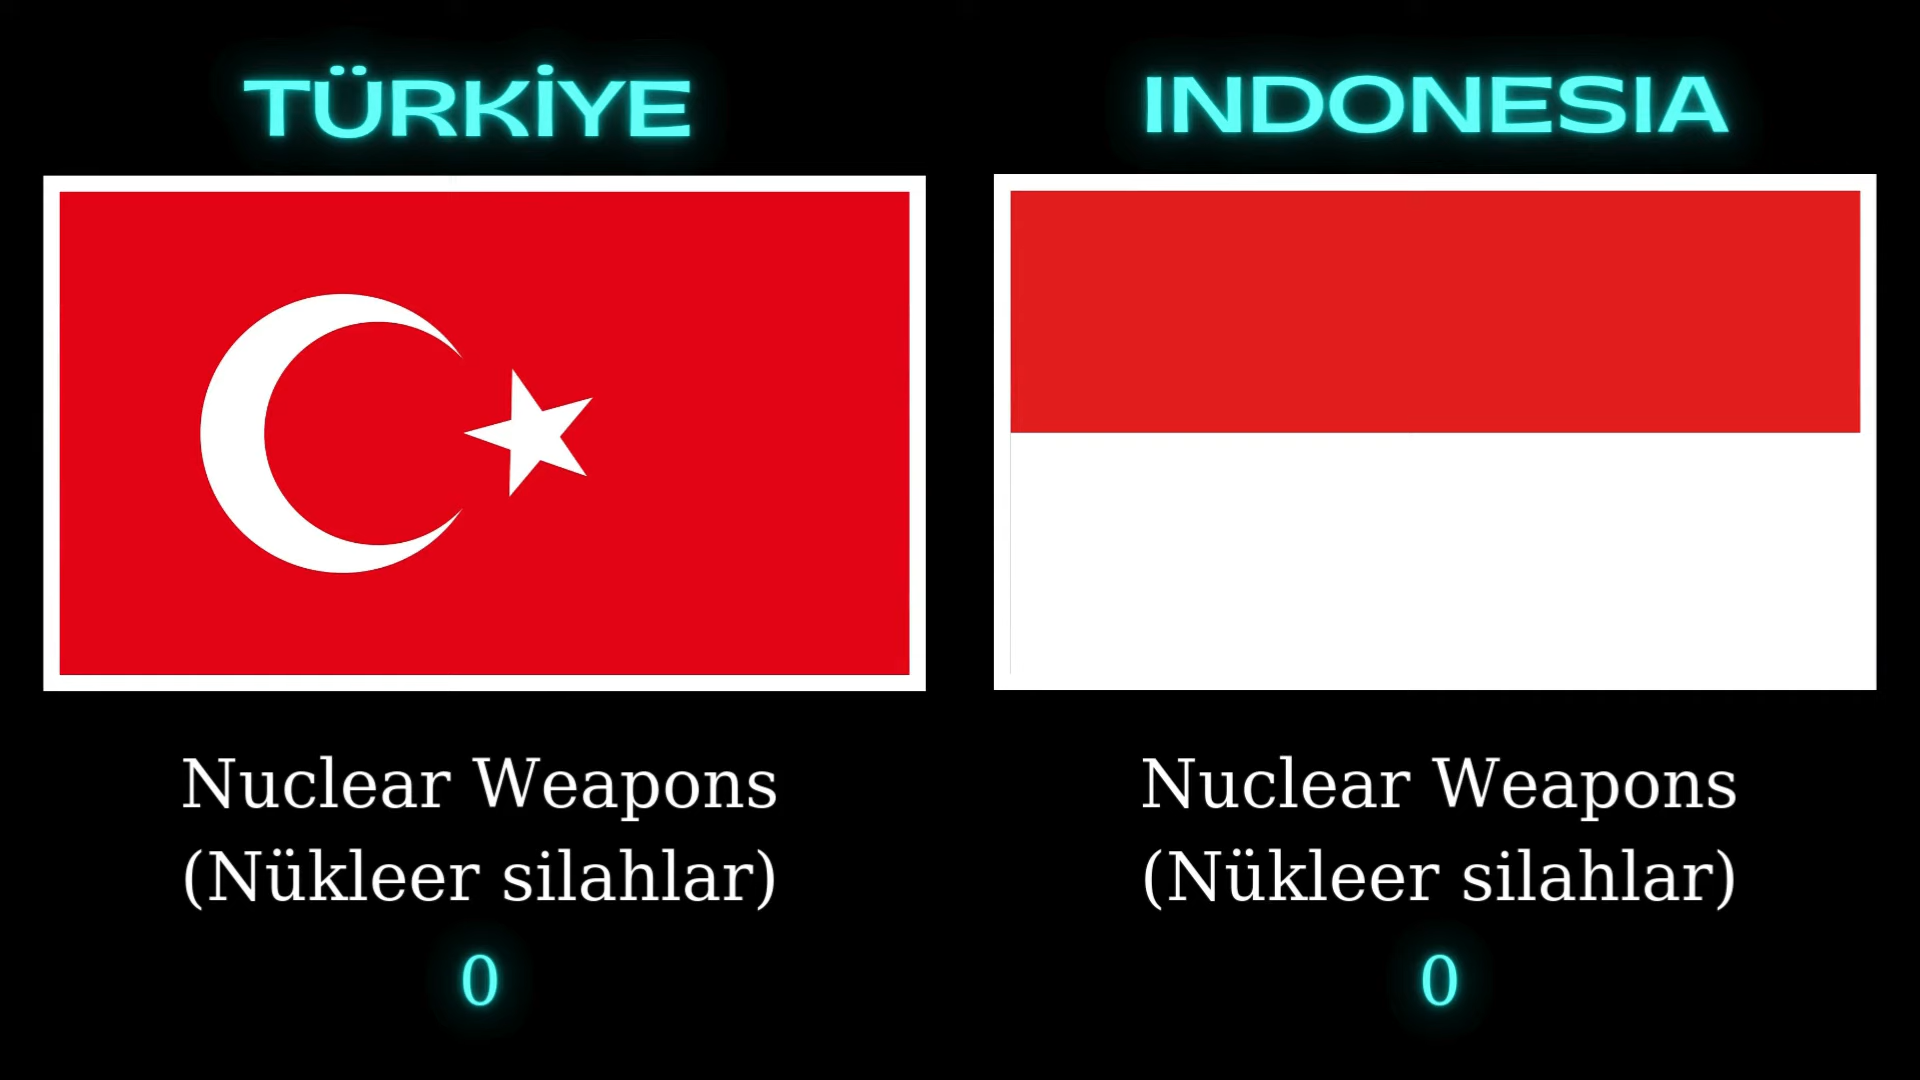 TÜRKİYE
INDONESIA
Nuclear Weapons
(Nükleer silahlar)
0
Nuclear Weapons
(Nükleer silahlar)
0